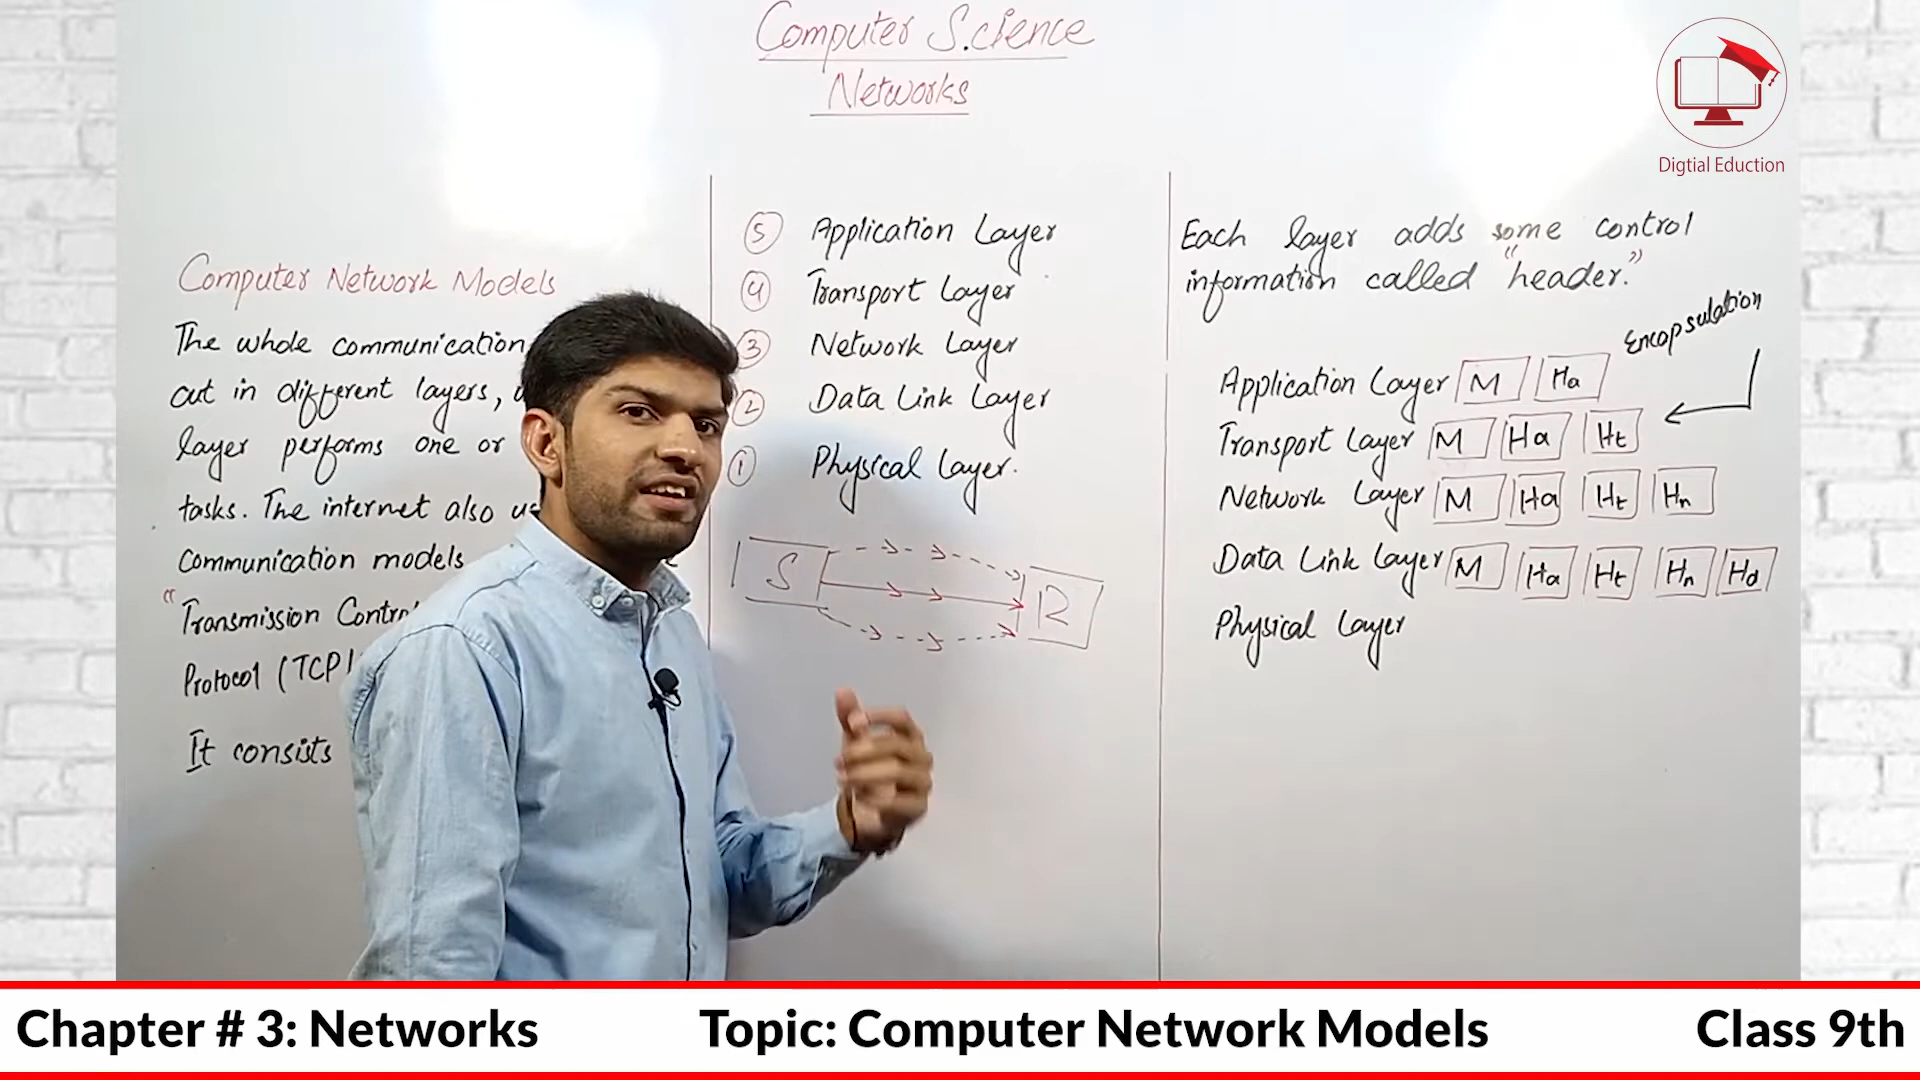 Computer Science
Networks
Digtial Eduction
Computer Network Models
The whole communication
out in different layers,
layer performs one or
tasks. The internet also
Communication models
"Transmission Control
Protocol (TCP/
It consists
5 Application Layer
4 Transport Layer
3 Network Layer
2 Data Link Layer
1 Physical Layer.
S
R
Each layer adds some control
information called "header."
Encapsulation
Application Layer M Ha
Transport Layer M Ha Ht
Network Layer M Ha Ht Hn
Data Link Layer M Ha Ht Hn Hd
Physical Layer
Chapter # 3: Networks Topic: Computer Network Models Class 9th